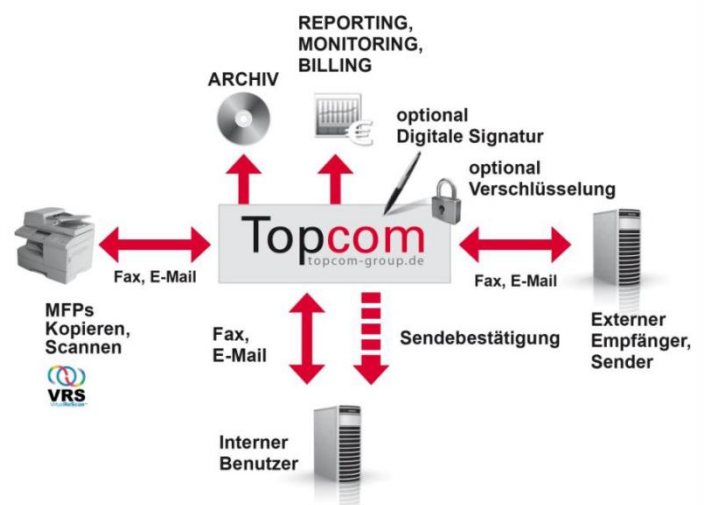 REPORTING,
MONITORING,
BILLING
ARCHIV
optional
Digitale Signatur
optional
Verschlüsselung
Topcom
topcom-group.de
Fax, E-Mail
Fax, E-Mail
MFPs
Kopieren,
Scannen
VRS
VirtualReScan
Fax,
E-Mail
Sendebestätigung
Externer
Empfänger,
Sender
Interner
Benutzer